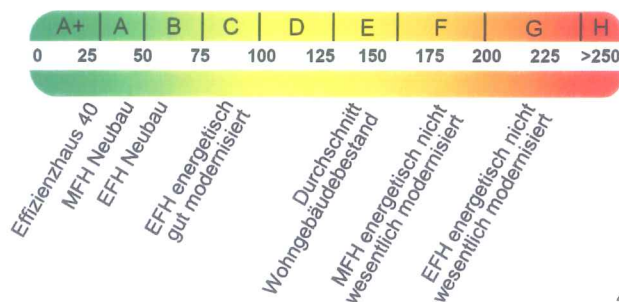 A+ A B C D E F G H
0 25 50 75 100 125 150 175 200 225 >250
Effizienzhaus 40
MFH Neubau
EFH Neubau
EFH energetisch
gut modernisiert
Durchschnitt
Wohngebäudebestand
MFH energetisch nicht
wesentlich modernisiert
EFH energetisch nicht
wesentlich modernisiert